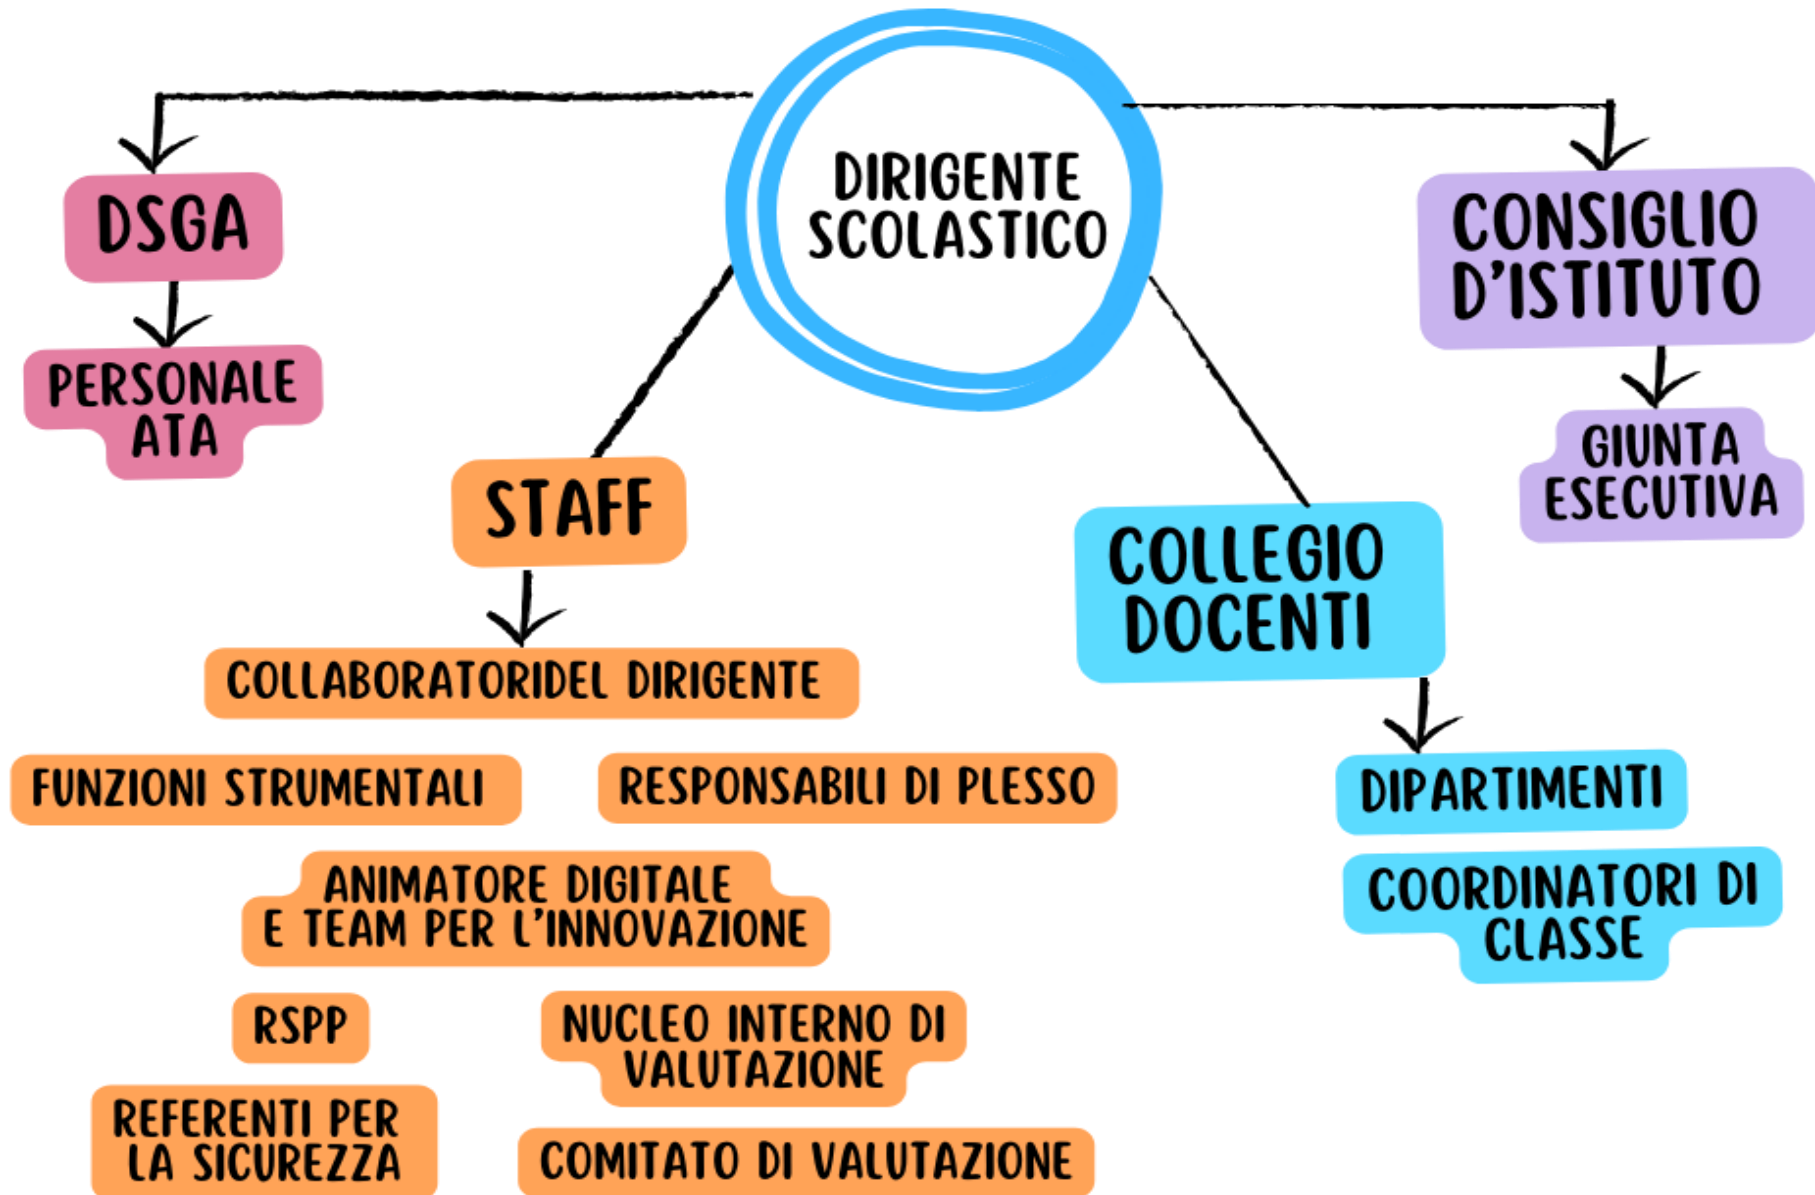 DIRIGENTE
SCOLASTICO
DSGA
PERSONALE
ATA
CONSIGLIO
D'ISTITUTO
GIUNTA
ESECUTIVA
STAFF
COLLABORATORIDEL DIRIGENTE
FUNZIONI STRUMENTALI
RESPONSABILI DI PLESSO
ANIMATORE DIGITALE
E TEAM PER L'INNOVAZIONE
RSPP
NUCLEO INTERNO DI
VALUTAZIONE
REFERENTI PER
LA SICUREZZA
COMITATO DI VALUTAZIONE
COLLEGIO
DOCENTI
DIPARTIMENTI
COORDINATORI DI
CLASSE